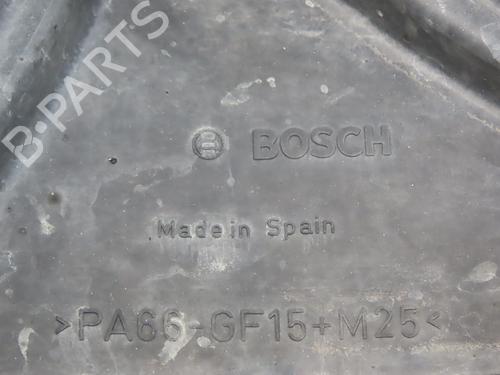 B-PARTS
BOSCH
Made in Spain
>PA66-GF15+M25<